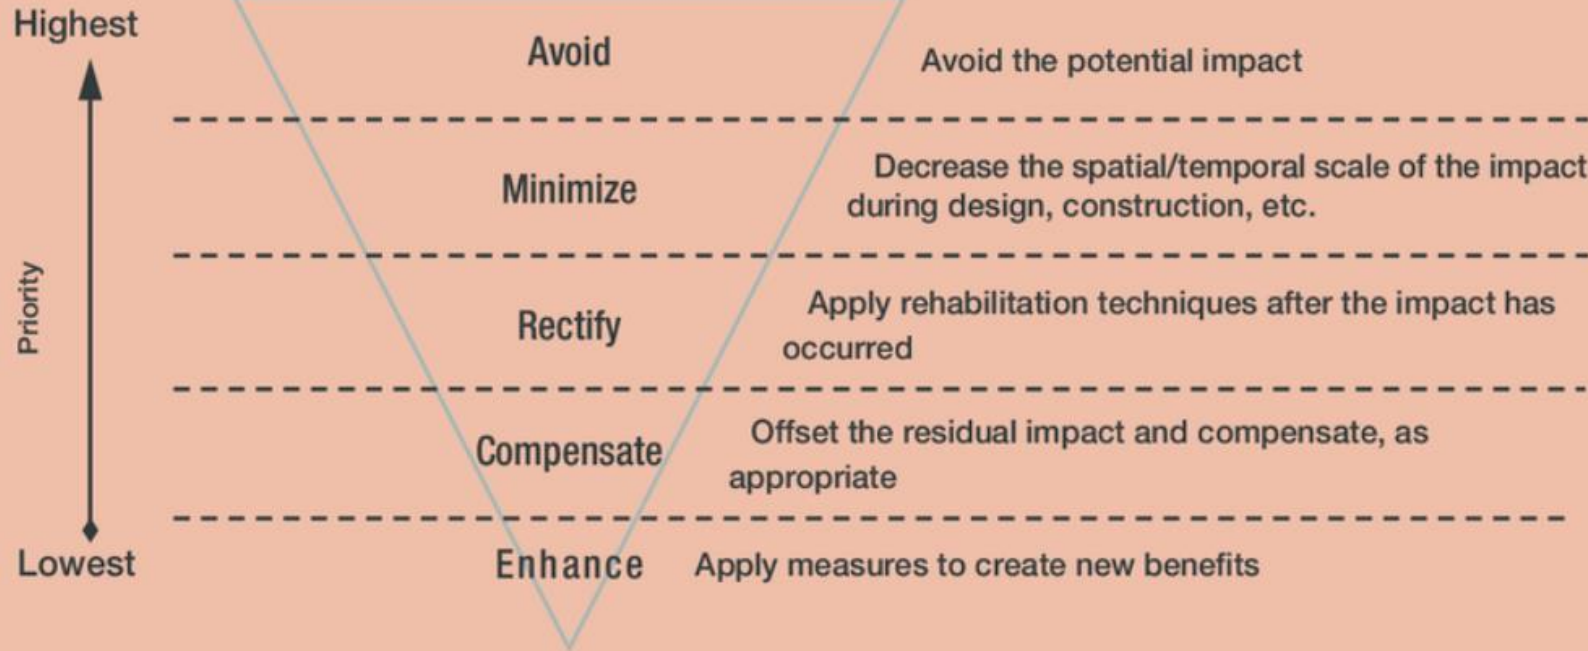 Highest
Avoid
Avoid the potential impact
Minimize
Decrease the spatial/temporal scale of the impact
during design, construction, etc.
Priority
Rectify
Apply rehabilitation techniques after the impact has
occurred
Compensate
Offset the residual impact and compensate, as
appropriate
Lowest
Enhance
Apply measures to create new benefits